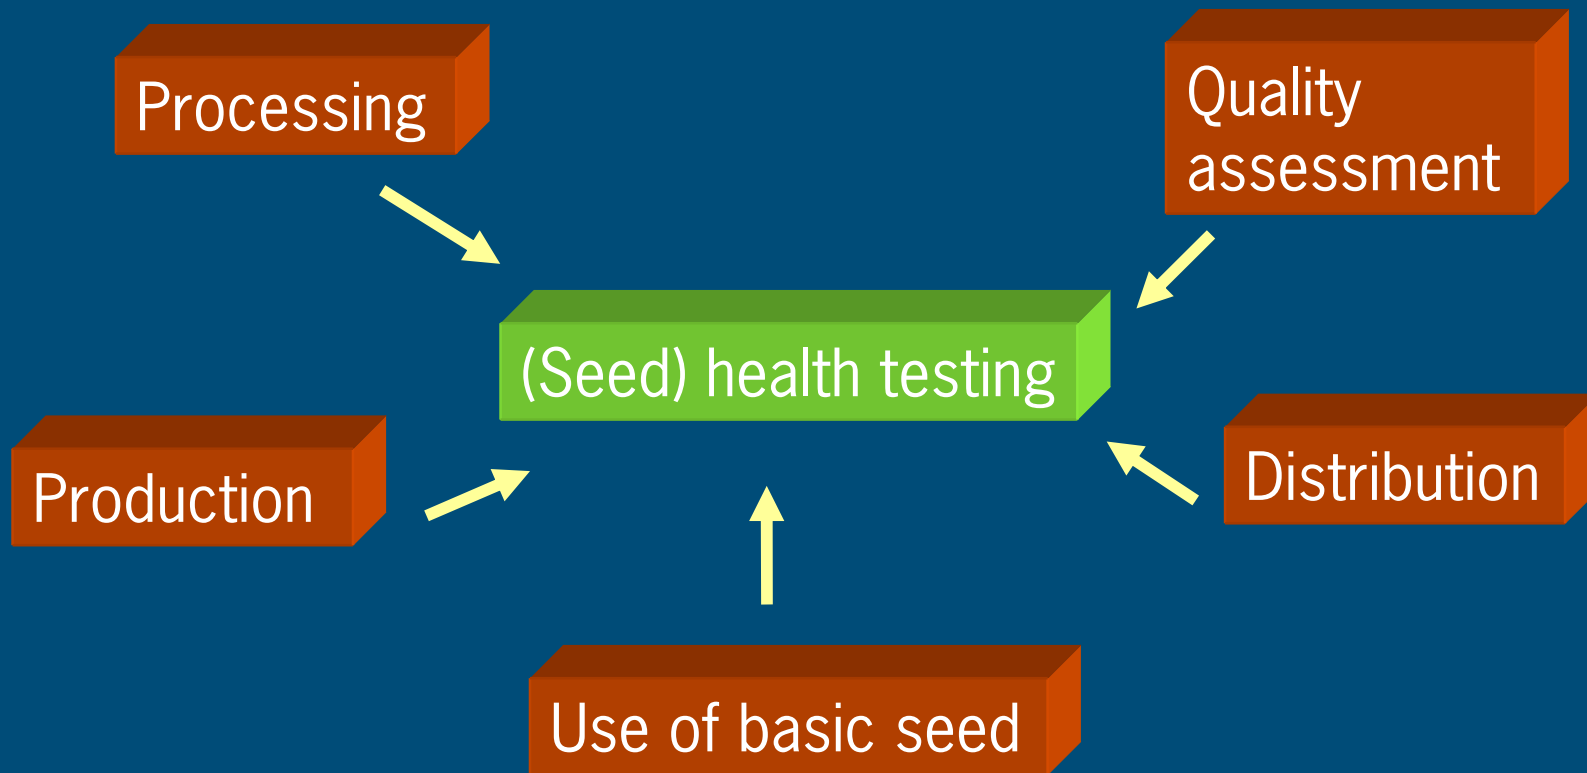 Processing
Quality
assessment
(Seed) health testing
Production
Distribution
Use of basic seed